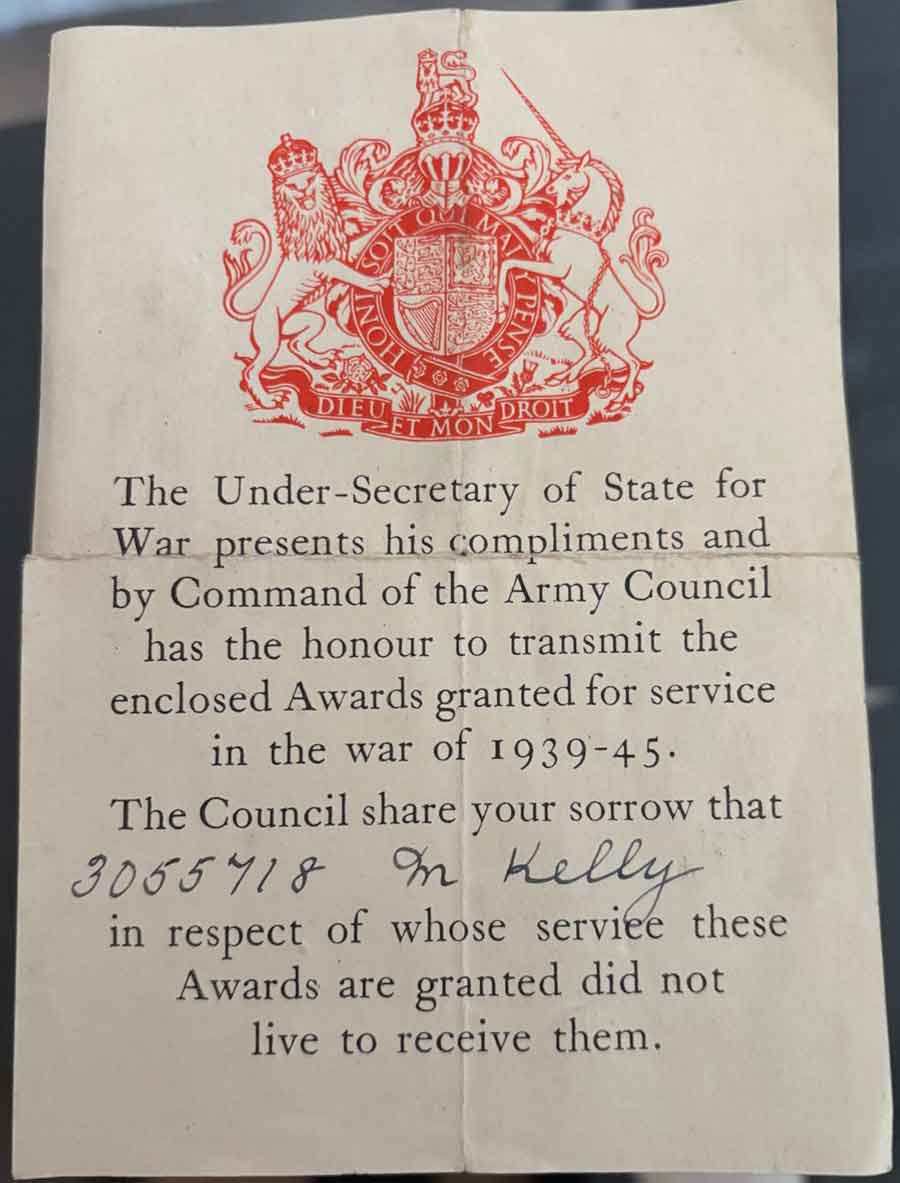 HONI SOIT QUI MAL Y PENSE
DIEU ET MON DROIT
The Under-Secretary of State for
War presents his compliments and
by Command of the Army Council
has the honour to transmit the
enclosed Awards granted for service
in the war of 1939-45.
The Council share your sorrow that
3055718 M Kelly
in respect of whose service these
Awards are granted did not
live to receive them.